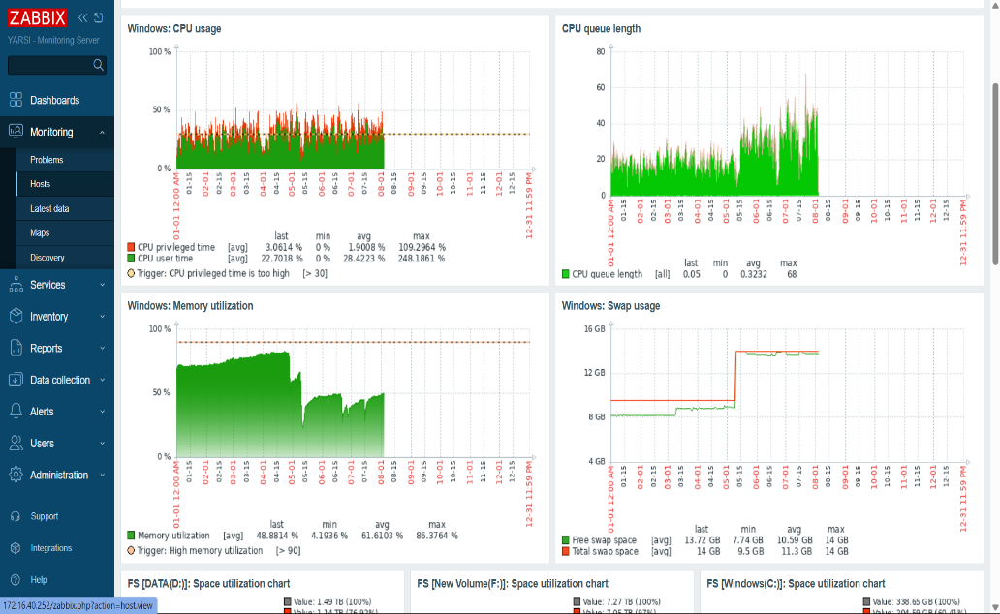 ZABBIX
YARSI - Monitoring Server
Dashboards
Monitoring
Problems
Hosts
Latest data
Maps
Discovery
Services
Inventory
Reports
Data collection
Alerts
Users
Administration
Support
Integrations
Help
172.16.40.252/zabbix.php?action=host.view
Windows: CPU usage
100 %
50 %
0 %
01-01 12:00 AM 01-15 02-01 02-15 03-01 03-15 04-01 04-15 05-01 05-15 06-01 06-15 07-01 07-15 08-01 08-15 09-01 09-15 10-01 10-15 11-01 11-15 12-01 12-15 12-31 11:59 PM
last min avg max
CPU privileged time [avg] 3.0614 % 0 % 1.9008 % 109.2964 %
CPU user time [avg] 22.7018 % 0 % 28.4223 % 248.1861 %
Trigger: CPU privileged time is too high [> 30]
CPU queue length
80
60
40
20
0
01-01 12:00 AM 01-15 02-01 02-15 03-01 03-15 04-01 04-15 05-01 05-15 06-01 06-15 07-01 07-15 08-01 08-15 09-01 09-15 10-01 10-15 11-01 11-15 12-01 12-15 12-31 11:59 PM
last min avg max
CPU queue length [all] 0.05 0 0.3232 68
Windows: Memory utilization
100 %
50 %
0 %
01-01 12:00 AM 01-15 02-01 02-15 03-01 03-15 04-01 04-15 05-01 05-15 06-01 06-15 07-01 07-15 08-01 08-15 09-01 09-15 10-01 10-15 11-01 11-15 12-01 12-15 12-31 11:59 PM
last min avg max
Memory utilization [avg] 48.8814 % 4.1936 % 61.6103 % 86.3764 %
Trigger: High memory utilization [> 90]
Windows: Swap usage
16 GB
12 GB
8 GB
4 GB
01-01 12:00 AM 01-15 02-01 02-15 03-01 03-15 04-01 04-15 05-01 05-15 06-01 06-15 07-01 07-15 08-01 08-15 09-01 09-15 10-01 10-15 11-01 11-15 12-01 12-15 12-31 11:59 PM
last min avg max
Free swap space [avg] 13.72 GB 7.74 GB 10.59 GB 14 GB
Total swap space [avg] 14 GB 9.5 GB 11.3 GB 14 GB
FS [DATA(D:)]: Space utilization chart
Value: 1.49 TB (100%)
Value: 1.14 TB (76.92%)
FS [New Volume(F:)]: Space utilization chart
Value: 7.27 TB (100%)
Value: 7.05 TB (97%)
FS [Windows(C:)]: Space utilization chart
Value: 338.65 GB (100%)
Value: 204.59 GB (60.41%)